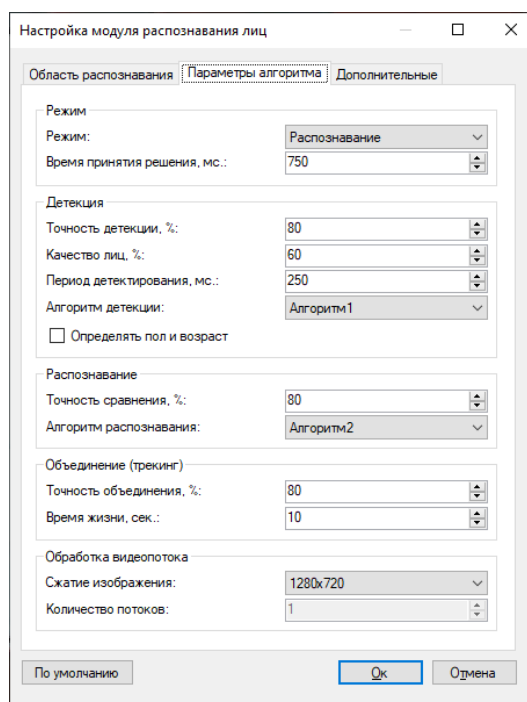 Настройка модуля распознавания лиц
Область распознавания Параметры алгоритма Дополнительные
Режим
Режим: Распознавание
Время принятия решения, мс.: 750
Детекция
Точность детекции, %: 80
Качество лиц, %: 60
Период детектирования, мс.: 250
Алгоритм детекции: Алгоритм1
Определять пол и возраст
Распознавание
Точность сравнения, %: 80
Алгоритм распознавания: Алгоритм2
Объединение (трекинг)
Точность объединения, %: 80
Время жизни, сек.: 10
Обработка видеопотока
Сжатие изображения: 1280x720
Количество потоков: 1
По умолчанию Ок Отмена